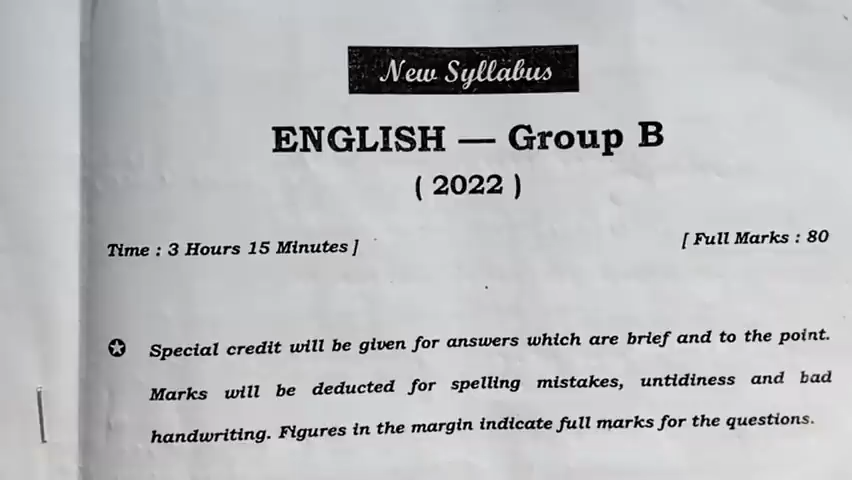 New Syllabus
ENGLISH — Group B
( 2022 )
Time : 3 Hours 15 Minutes ]
[ Full Marks : 80
✪ Special credit will be given for answers which are brief and to the point.
Marks will be deducted for spelling mistakes, untidiness and bad
handwriting. Figures in the margin indicate full marks for the questions.